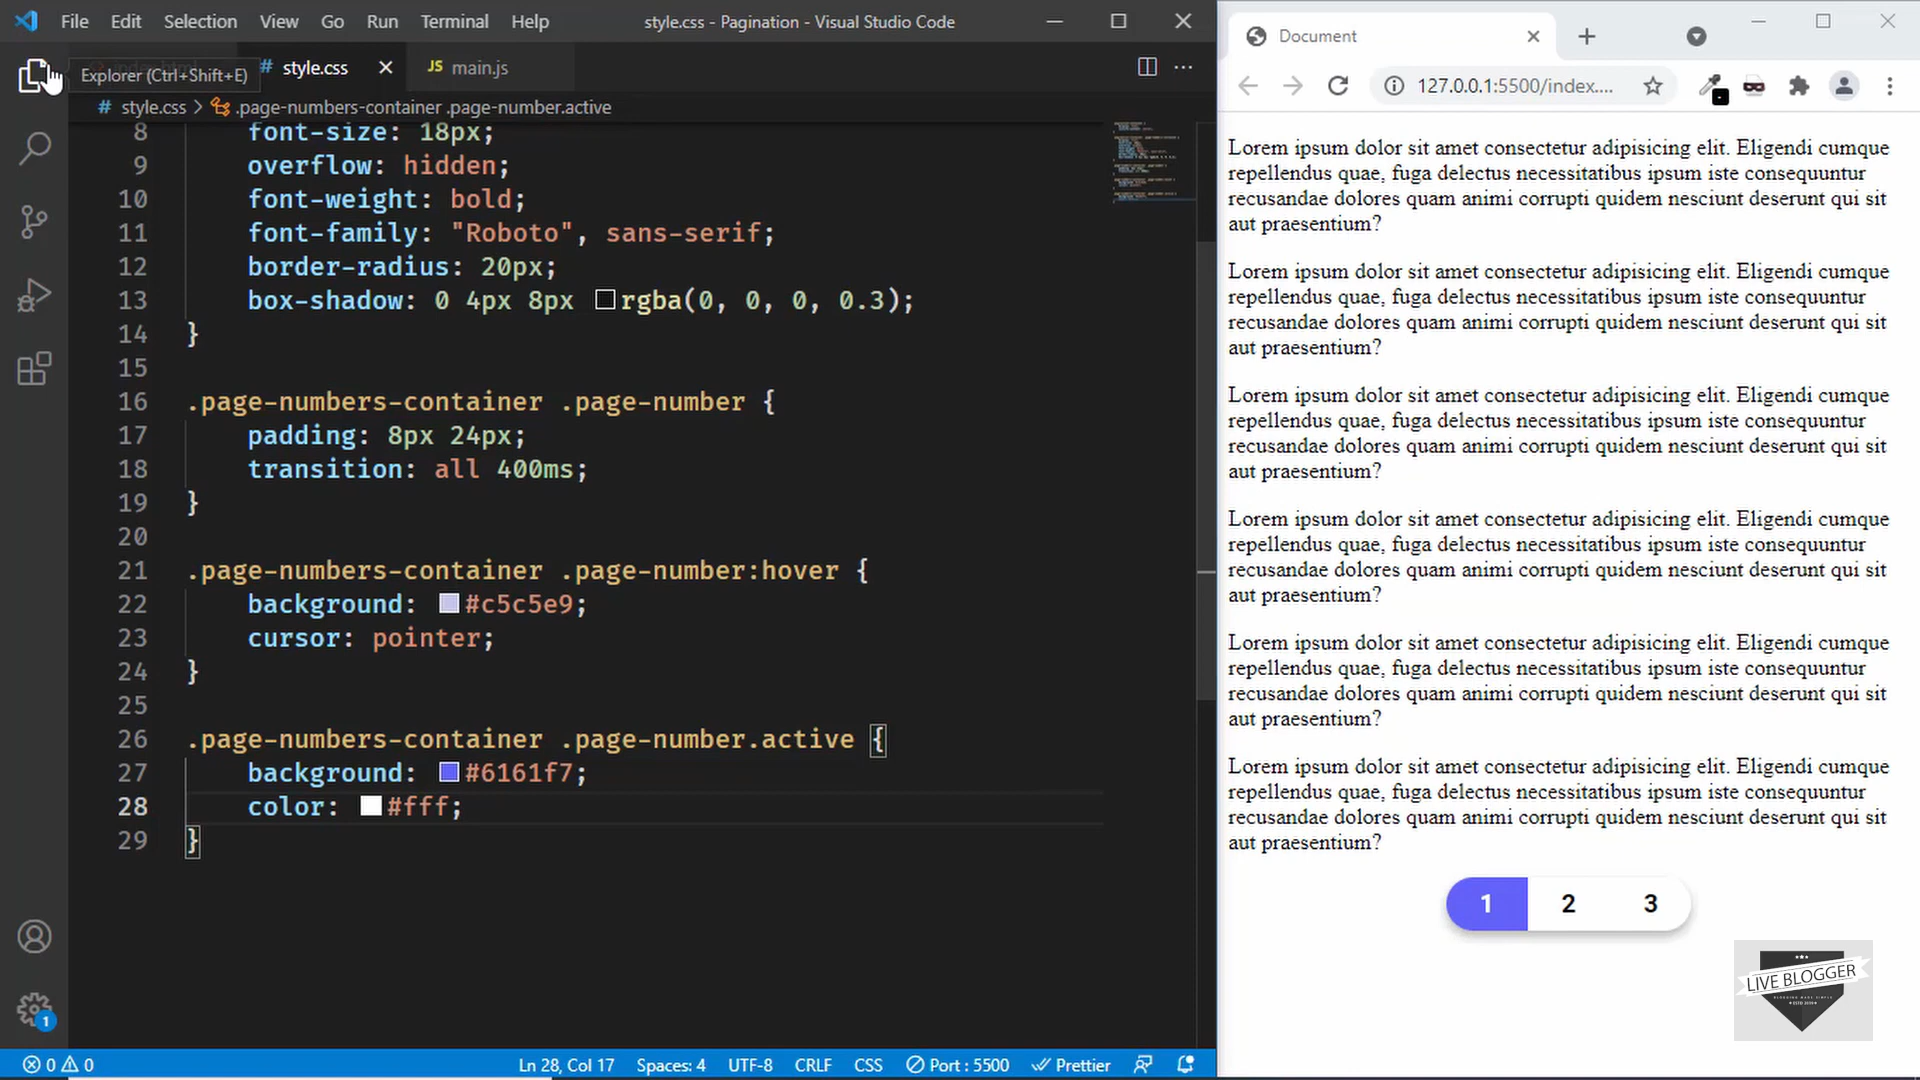 File Edit Selection View Go Run Terminal Help style.css - Pagination - Visual Studio Code
Explorer (Ctrl+Shift+E)
# style.css
JS main.js
# style.css > .page-numbers-container .page-number.active
8 font-size: 18px;
9 overflow: hidden;
10 font-weight: bold;
11 font-family: "Roboto", sans-serif;
12 border-radius: 20px;
13 box-shadow: 0 4px 8px rgba(0, 0, 0, 0.3);
14 }
15
16 .page-numbers-container .page-number {
17 padding: 8px 24px;
18 transition: all 400ms;
19 }
20
21 .page-numbers-container .page-number:hover {
22 background: #c5c5e9;
23 cursor: pointer;
24 }
25
26 .page-numbers-container .page-number.active {
27 background: #6161f7;
28 color: #fff;
29 }
1
0 0 Ln 28, Col 17 Spaces: 4 UTF-8 CRLF CSS Port : 5500 Prettier
Document
127.0.0.1:5500/index....
Lorem ipsum dolor sit amet consectetur adipisicing elit. Eligendi cumque
repellendus quae, fuga delectus necessitatibus ipsum iste consequuntur
recusandae dolores quam animi corrupti quidem nesciunt deserunt qui sit
aut praesentium?
Lorem ipsum dolor sit amet consectetur adipisicing elit. Eligendi cumque
repellendus quae, fuga delectus necessitatibus ipsum iste consequuntur
recusandae dolores quam animi corrupti quidem nesciunt deserunt qui sit
aut praesentium?
Lorem ipsum dolor sit amet consectetur adipisicing elit. Eligendi cumque
repellendus quae, fuga delectus necessitatibus ipsum iste consequuntur
recusandae dolores quam animi corrupti quidem nesciunt deserunt qui sit
aut praesentium?
Lorem ipsum dolor sit amet consectetur adipisicing elit. Eligendi cumque
repellendus quae, fuga delectus necessitatibus ipsum iste consequuntur
recusandae dolores quam animi corrupti quidem nesciunt deserunt qui sit
aut praesentium?
Lorem ipsum dolor sit amet consectetur adipisicing elit. Eligendi cumque
repellendus quae, fuga delectus necessitatibus ipsum iste consequuntur
recusandae dolores quam animi corrupti quidem nesciunt deserunt qui sit
aut praesentium?
Lorem ipsum dolor sit amet consectetur adipisicing elit. Eligendi cumque
repellendus quae, fuga delectus necessitatibus ipsum iste consequuntur
recusandae dolores quam animi corrupti quidem nesciunt deserunt qui sit
aut praesentium?
1 2 3
LIVE BLOGGER